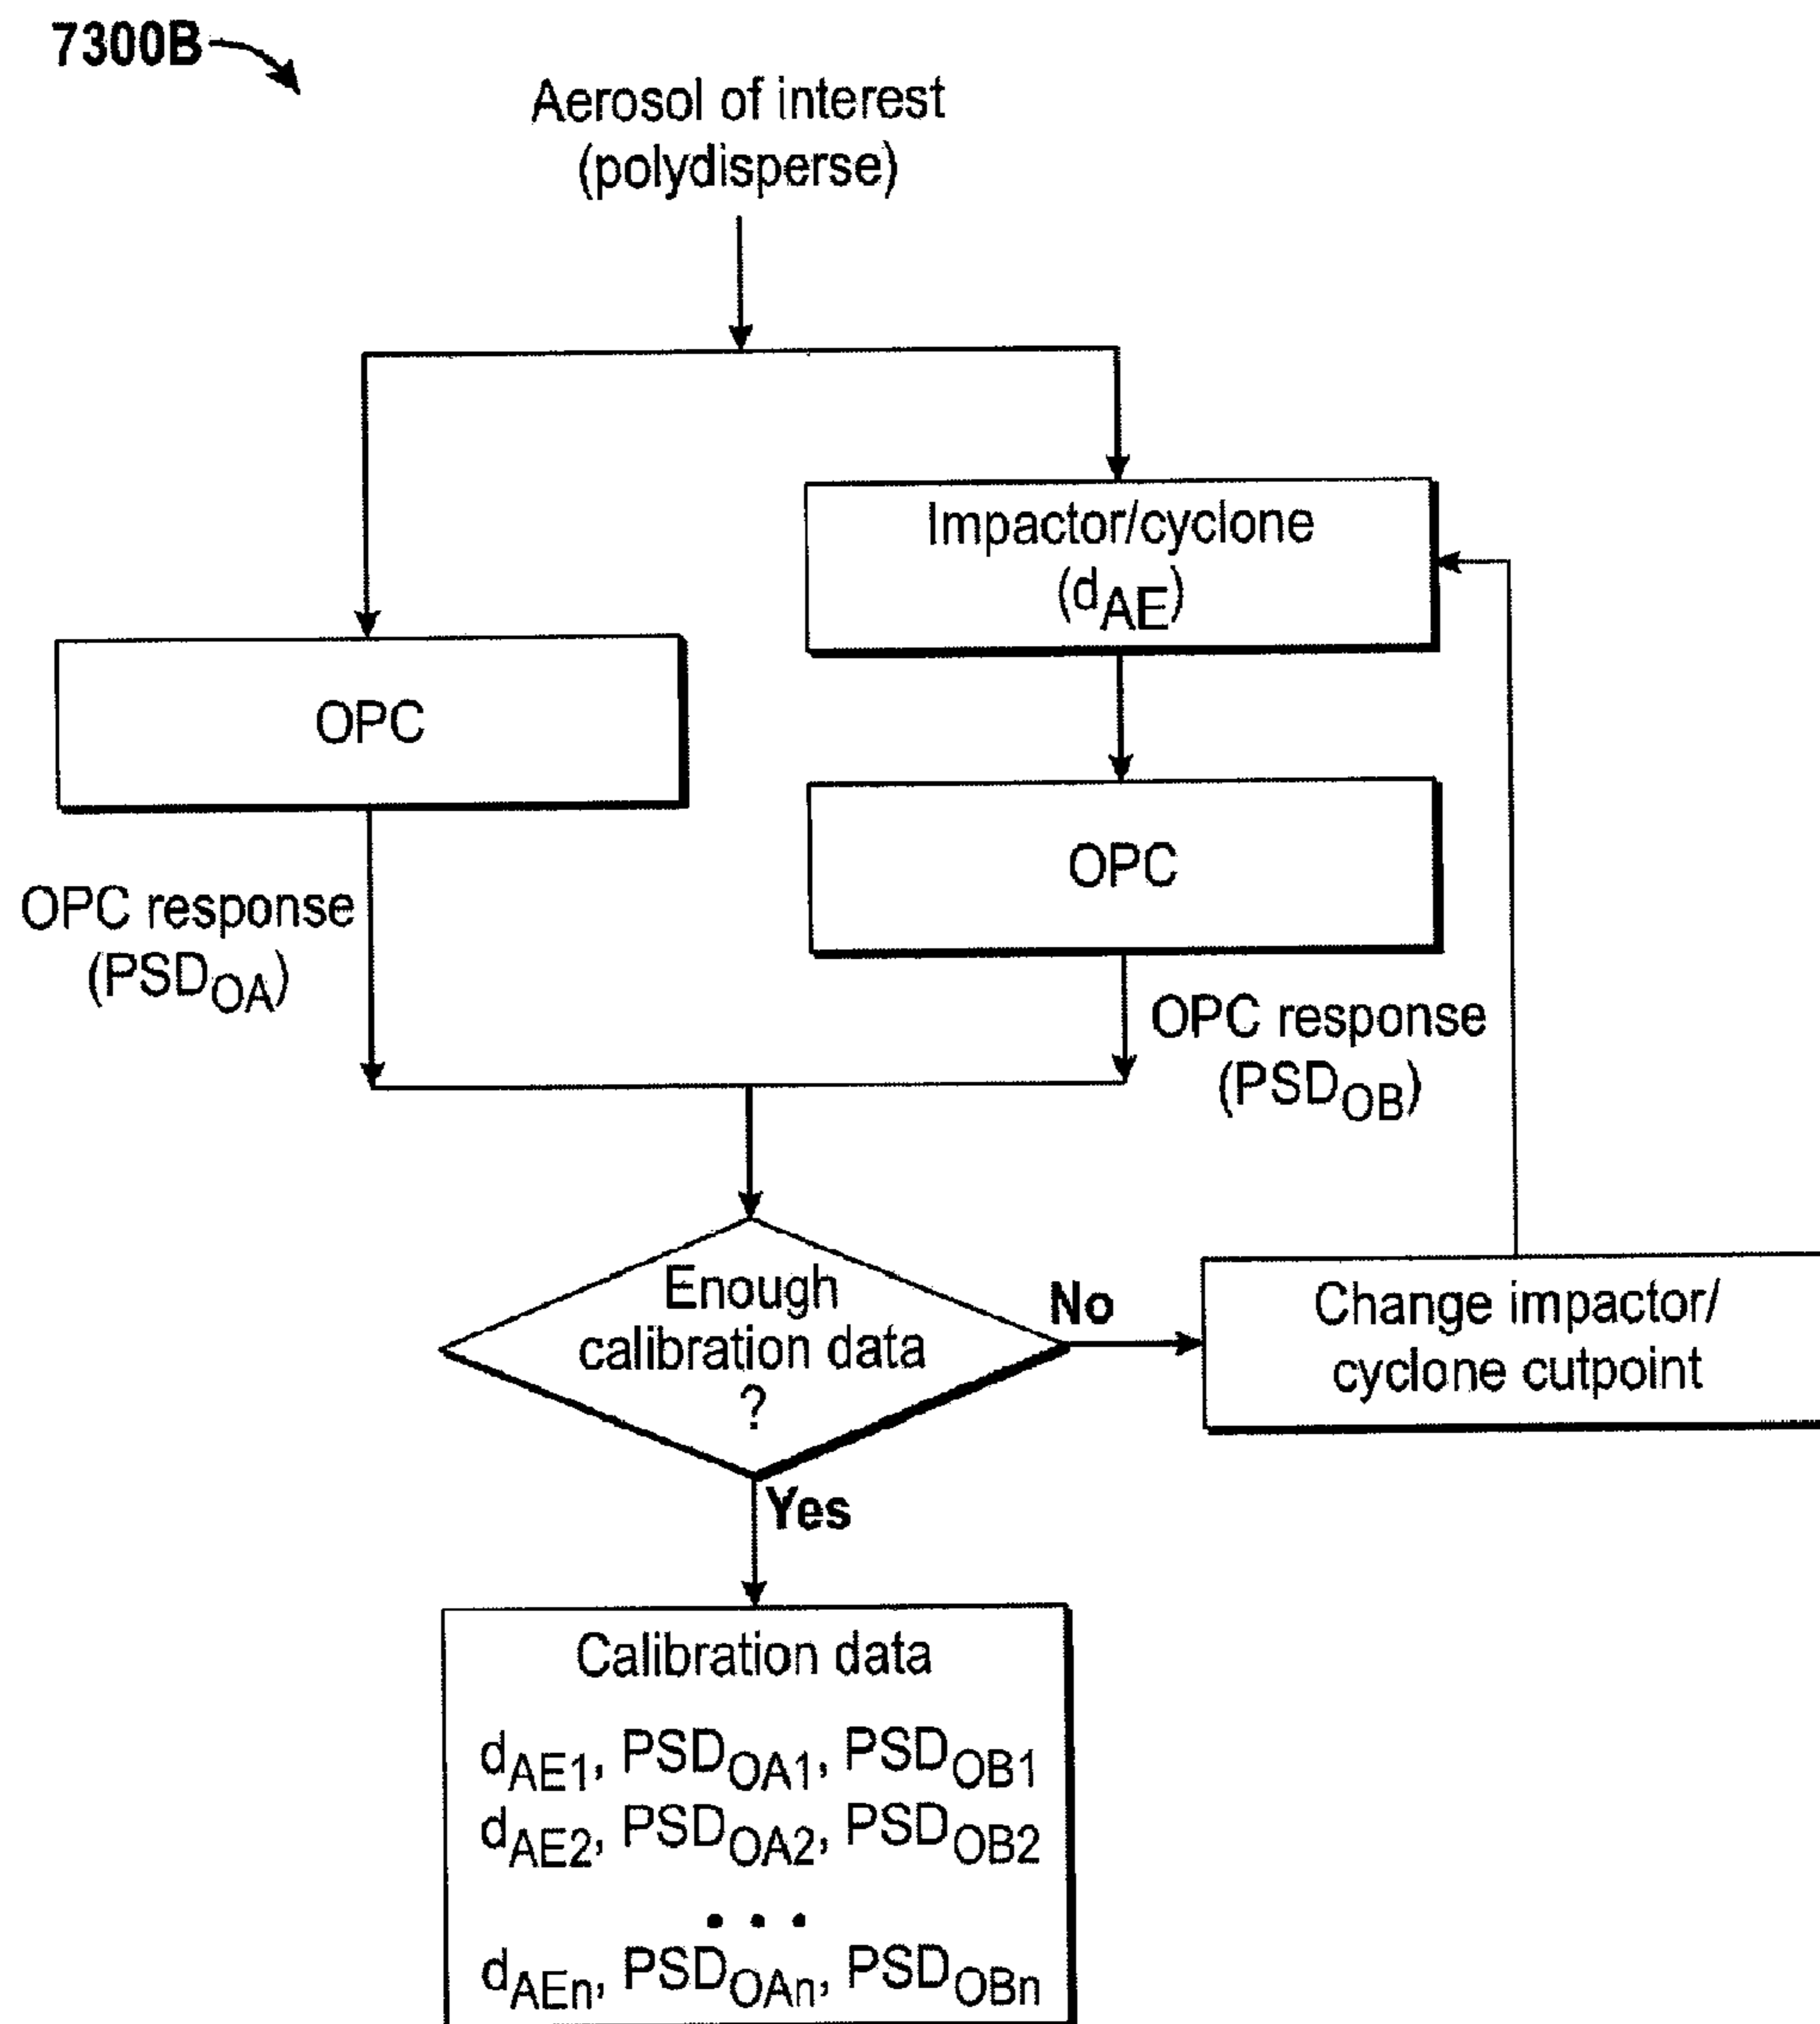 7300B
Aerosol of interest
(polydisperse)
Impactor/cyclone
(dAE)
OPC
OPC
OPC response
(PSDOA)
OPC response
(PSDOB)
Enough
calibration data
?
No
Change impactor/
cyclone cutpoint
Yes
Calibration data
dAE1, PSDOA1, PSDOB1
dAE2, PSDOA2, PSDOB2
...
dAEn, PSDOAn, PSDOBn